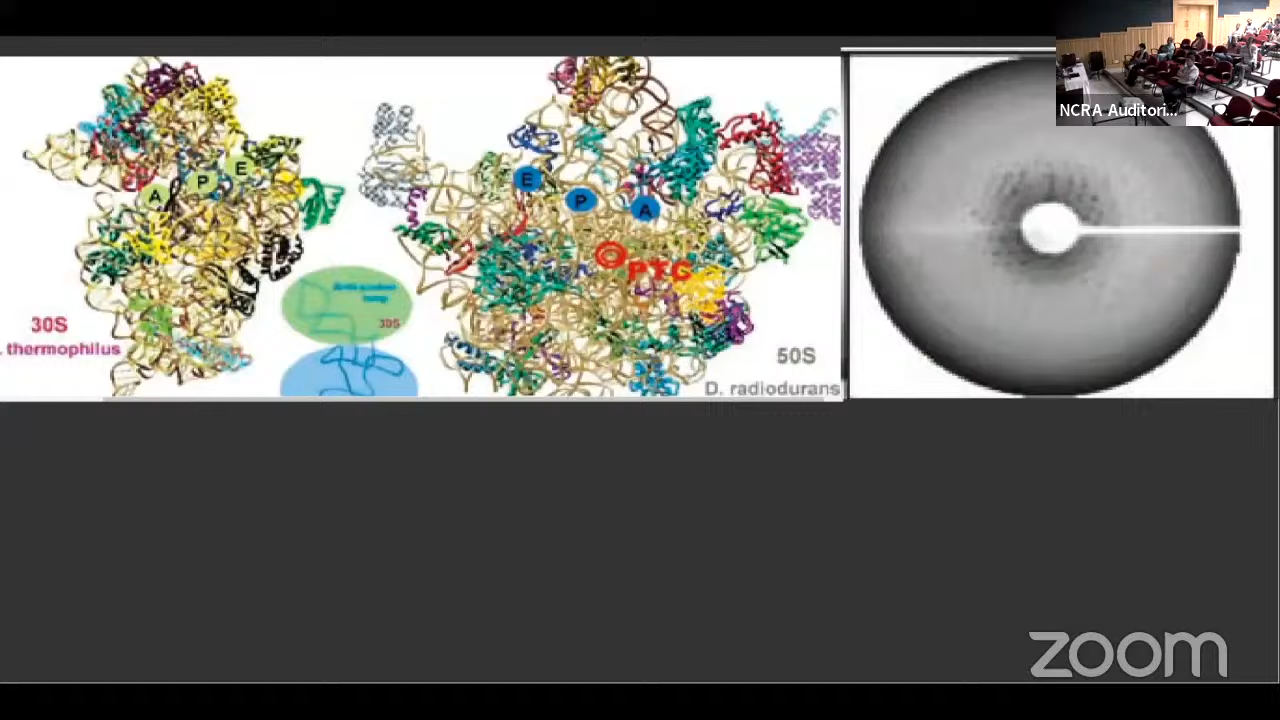 NCRA Auditori...
E
P
A
E
P
A
PTC
30S
30S
. thermophilus
50S
D. radiodurans
zoom